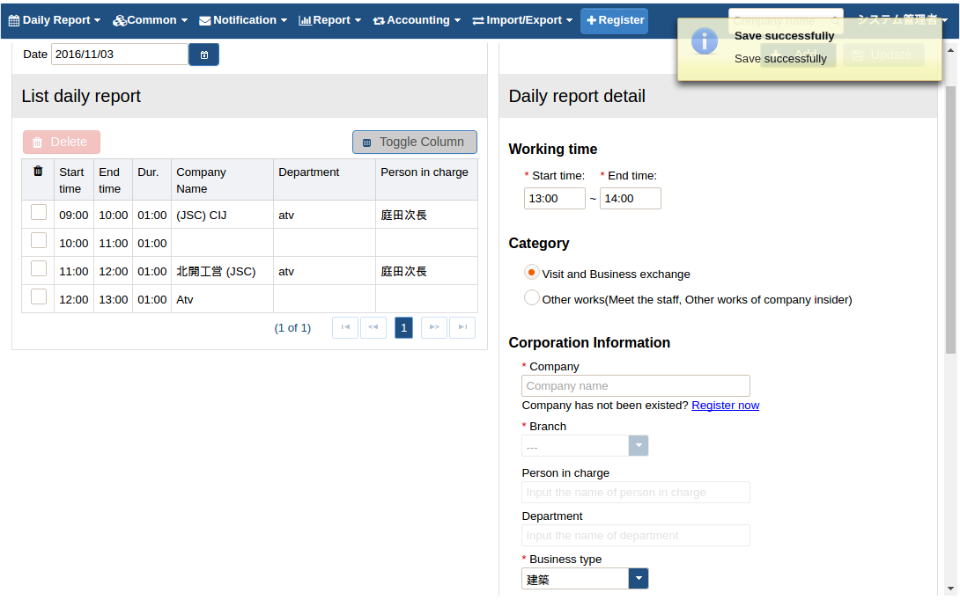 Daily Report Common Notification Report Accounting Import/Export Register
Company name システム管理者
Save successfully
Save successfully
Add Update
Date 2016/11/03
List daily report
Delete Toggle Column
Start time End time Dur. Company Name Department Person in charge
09:00 10:00 01:00 (JSC) CIJ atv 庭田次長
10:00 11:00 01:00
11:00 12:00 01:00 北開工営 (JSC) atv 庭田次長
12:00 13:00 01:00 Atv
(1 of 1) 1
Daily report detail
Working time
* Start time: * End time:
13:00 ~ 14:00
Category
Visit and Business exchange
Other works(Meet the staff, Other works of company insider)
Corporation Information
* Company
Company name
Company has not been existed? Register now
* Branch
---
Person in charge
Input the name of person in charge
Department
Input the name of department
* Business type
建築